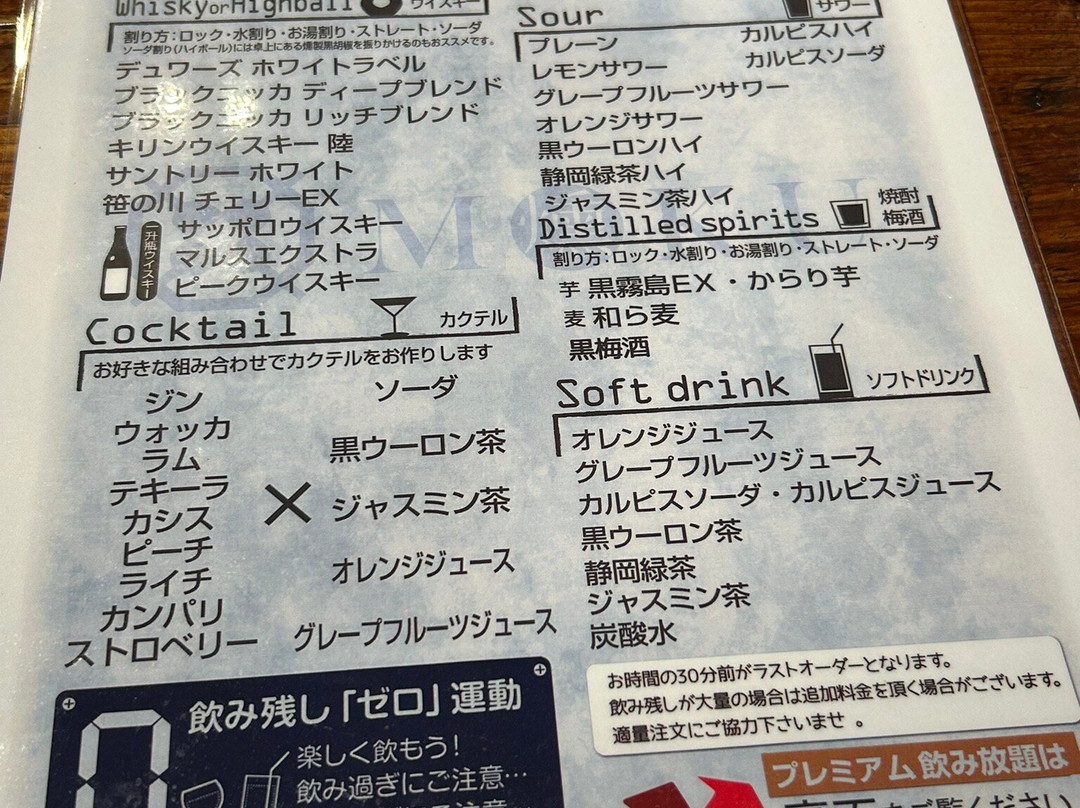 Whisky or Highball ウイスキー
割り方:ロック・水割り・お湯割り・ストレート・ソーダ
ソーダ割り(ハイボール)には卓上にある燻製黒胡椒を振りかけるのもおススメです。
デュワーズ ホワイトラベル
ブラックニッカ ディープブレンド
ブラックニッカ リッチブレンド
キリンウイスキー 陸
サントリー ホワイト
笹の川 チェリーEX
一升瓶ウイスキー
サッポロウイスキー
マルスエクストラ
ピークウイスキー
Cocktail カクテル
お好きな組み合わせでカクテルをお作りします
ジン
ウォッカ
ラム
テキーラ
カシス
ピーチ
ライチ
カンパリ
ストロベリー
×
ソーダ
黒ウーロン茶
ジャスミン茶
オレンジジュース
グレープフルーツジュース
飲み残し「ゼロ」運動
0
楽しく飲もう!
飲み過ぎにご注意…
Sour サワー
プレーン
レモンサワー
グレープフルーツサワー
オレンジサワー
黒ウーロンハイ
静岡緑茶ハイ
ジャスミン茶ハイ
カルピスハイ
カルピスソーダ
Distilled spirits 焼酎 梅酒
割り方:ロック・水割り・お湯割り・ストレート・ソーダ
芋 黒霧島EX・からり芋
麦 和ら麦
黒梅酒
Soft drink ソフトドリンク
オレンジジュース
グレープフルーツジュース
カルピスソーダ・カルピスジュース
黒ウーロン茶
静岡緑茶
ジャスミン茶
炭酸水
お時間の30分前がラストオーダーとなります。
飲み残しが大量の場合は追加料金を頂く場合がございます。
適量注文にご協力下さいませ 。
プレミアム飲み放題は